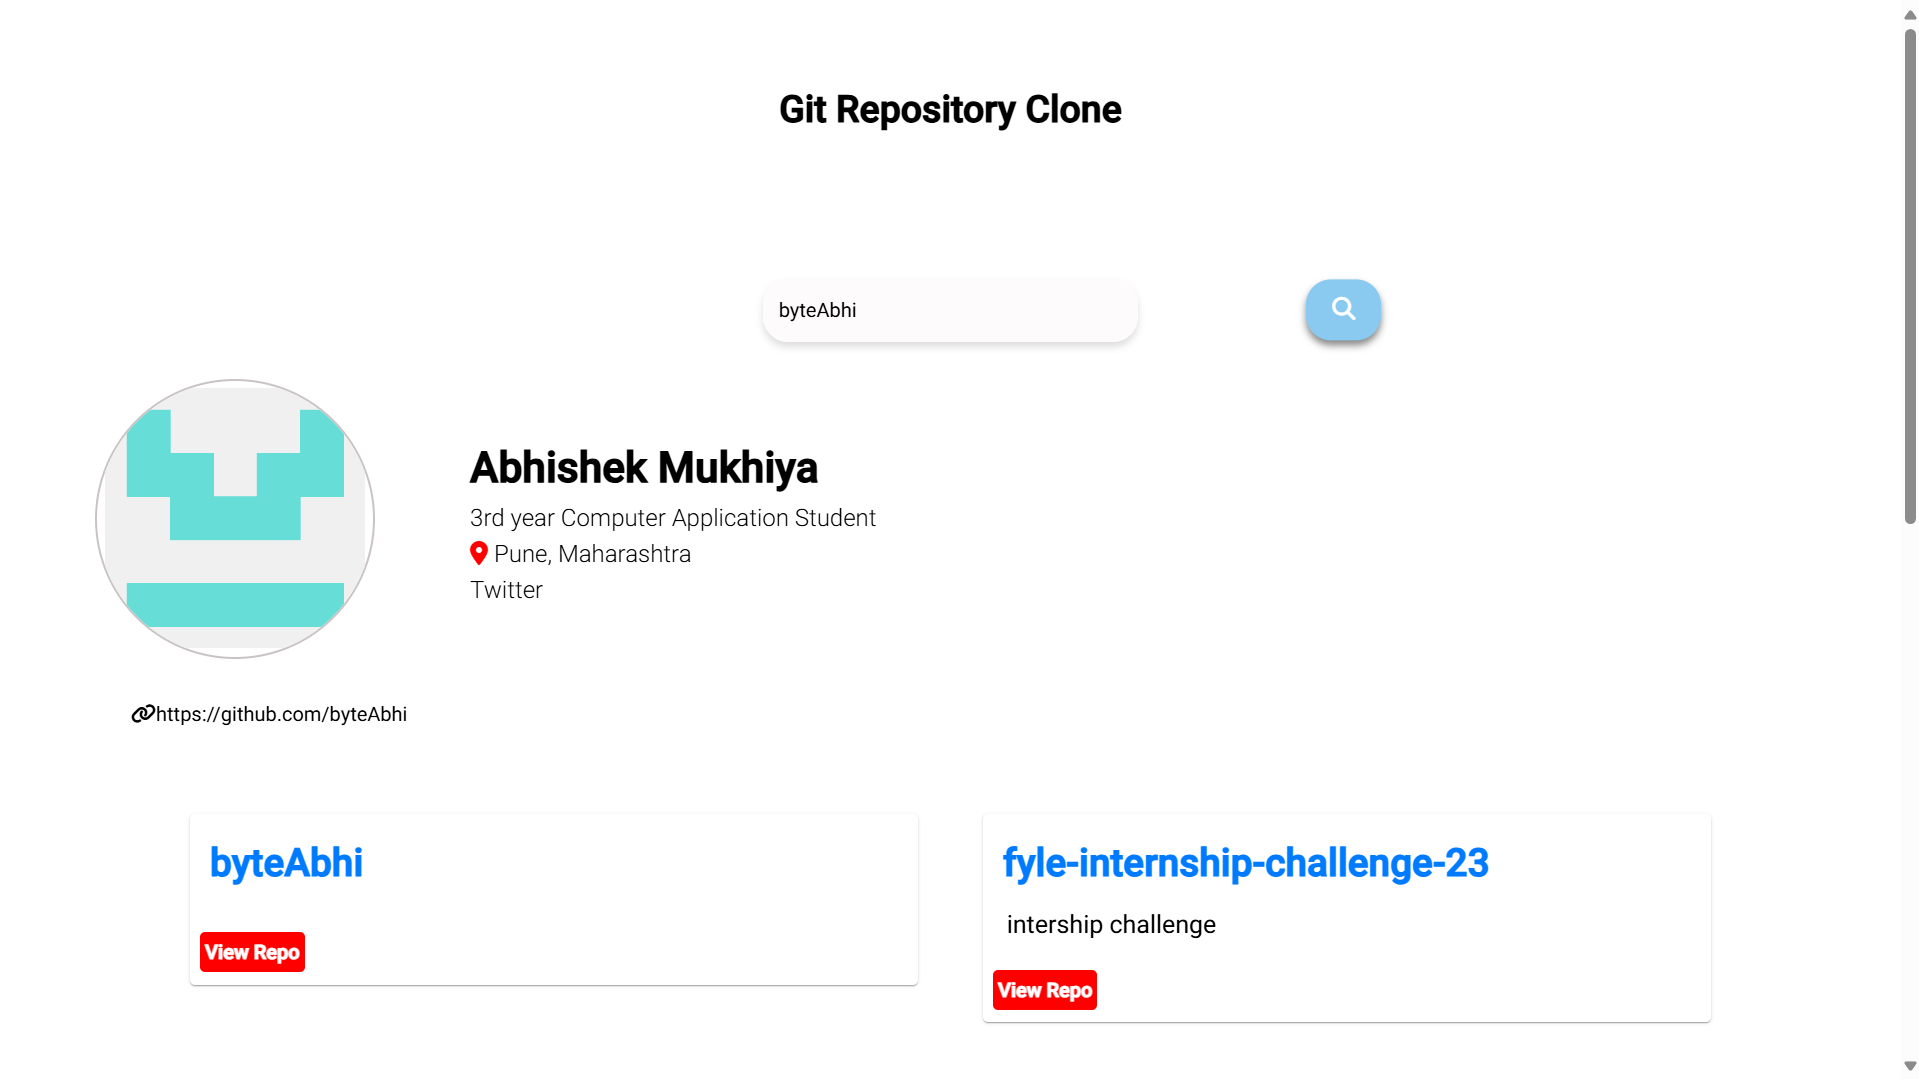 Git Repository Clone
byteAbhi
Abhishek Mukhiya
3rd year Computer Application Student
Pune, Maharashtra
Twitter
https://github.com/byteAbhi
byteAbhi
View Repo
fyle-internship-challenge-23
intership challenge
View Repo